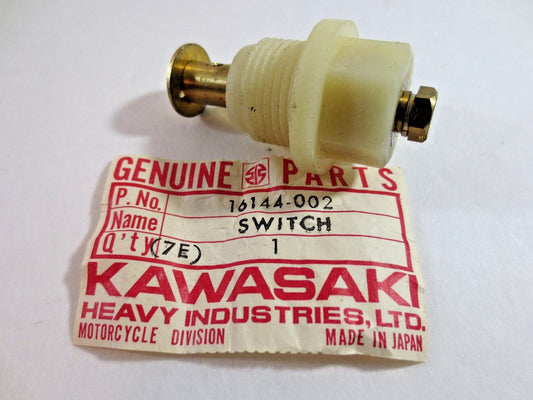 GENUINE PARTS
P. No. 16144-002
Name SWITCH
Q'ty (7E) 1
KAWASAKI
HEAVY INDUSTRIES, LTD.
MOTORCYCLE DIVISION MADE IN JAPAN